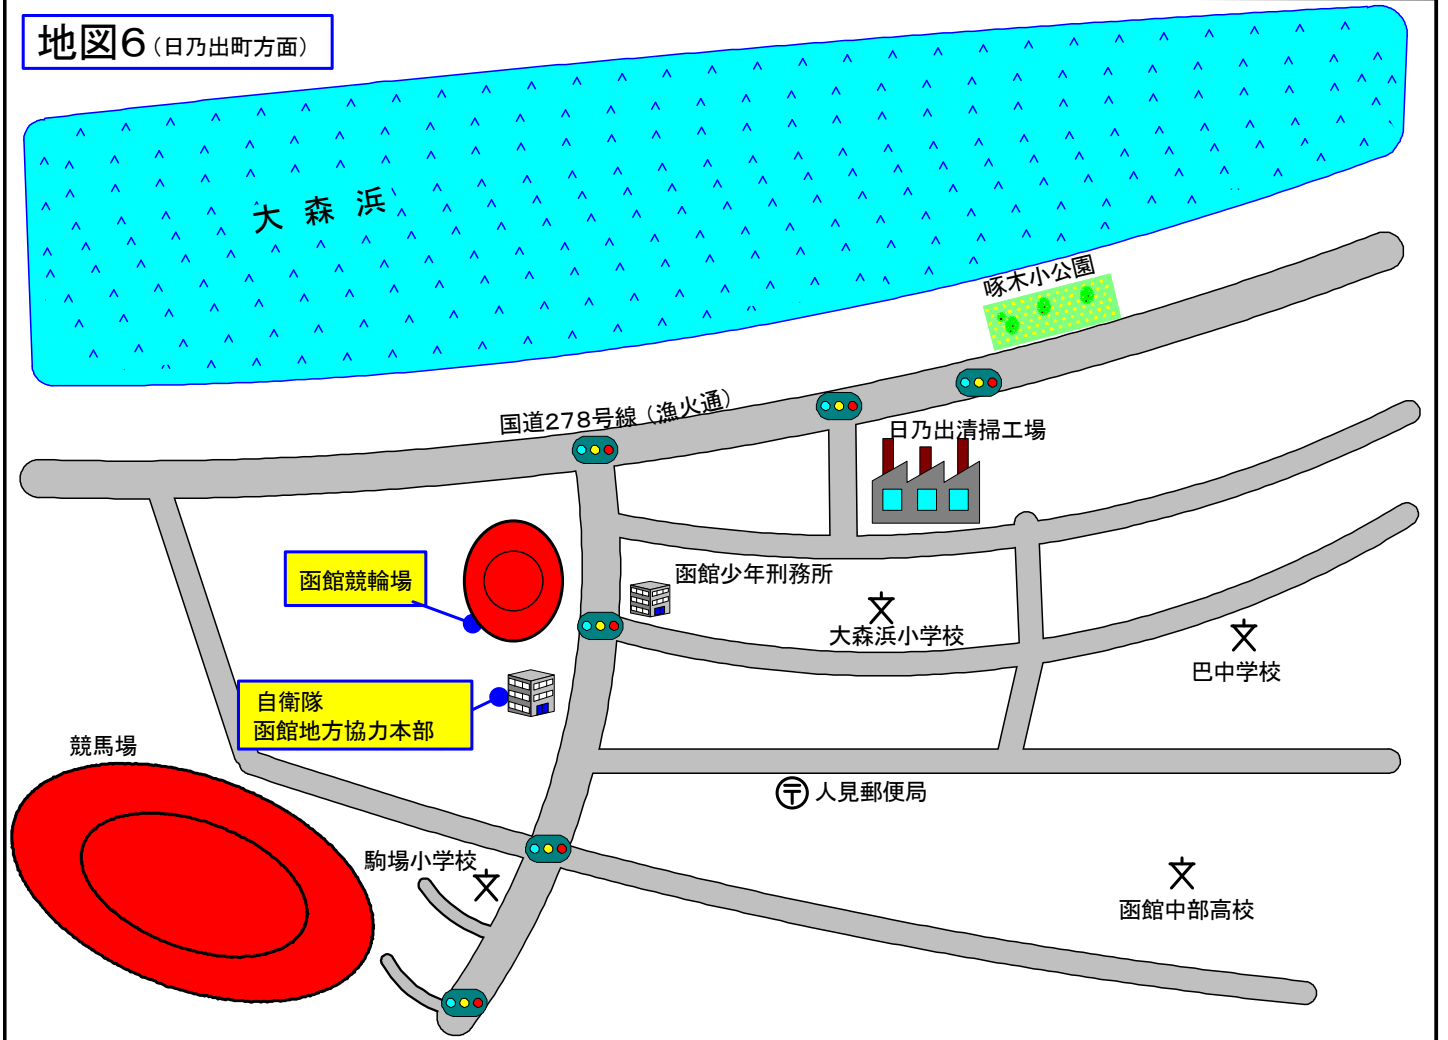 地図6(日乃出町方面)
大森浜
啄木小公園
国道278号線(漁火通)
日乃出清掃工場
函館競輪場
函館少年刑務所
大森浜小学校
巴中学校
自衛隊
函館地方協力本部
競馬場
人見郵便局
駒場小学校
函館中部高校